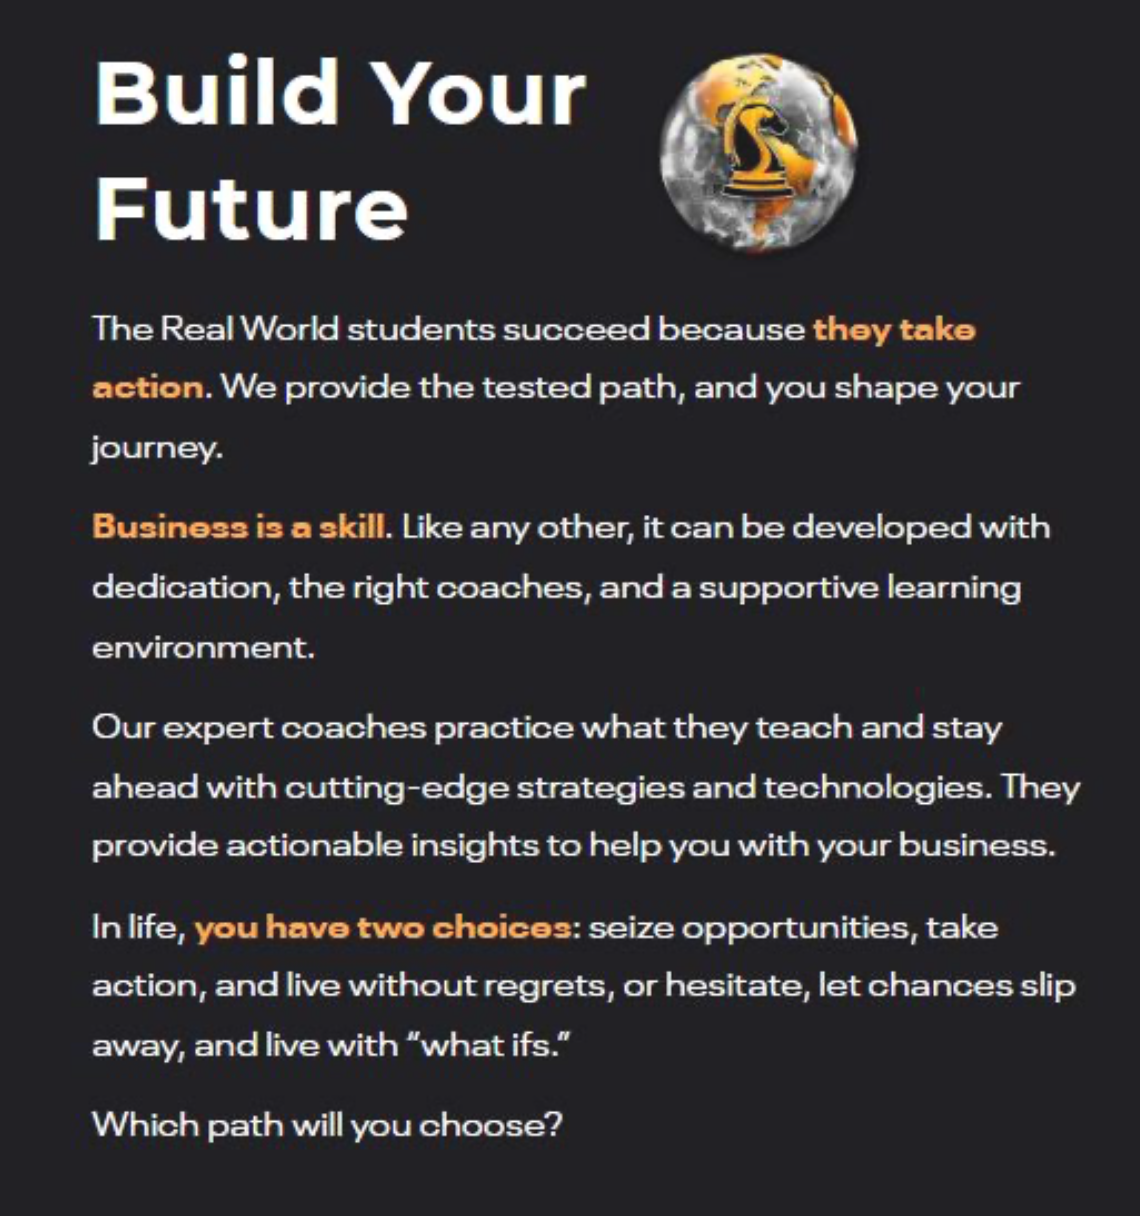 Build Your
Future
The Real World students succeed because they take
action. We provide the tested path, and you shape your
journey.
Business is a skill. Like any other, it can be developed with
dedication, the right coaches, and a supportive learning
environment.
Our expert coaches practice what they teach and stay
ahead with cutting-edge strategies and technologies. They
provide actionable insights to help you with your business.
In life, you have two choices: seize opportunities, take
action, and live without regrets, or hesitate, let chances slip
away, and live with “what ifs.”
Which path will you choose?